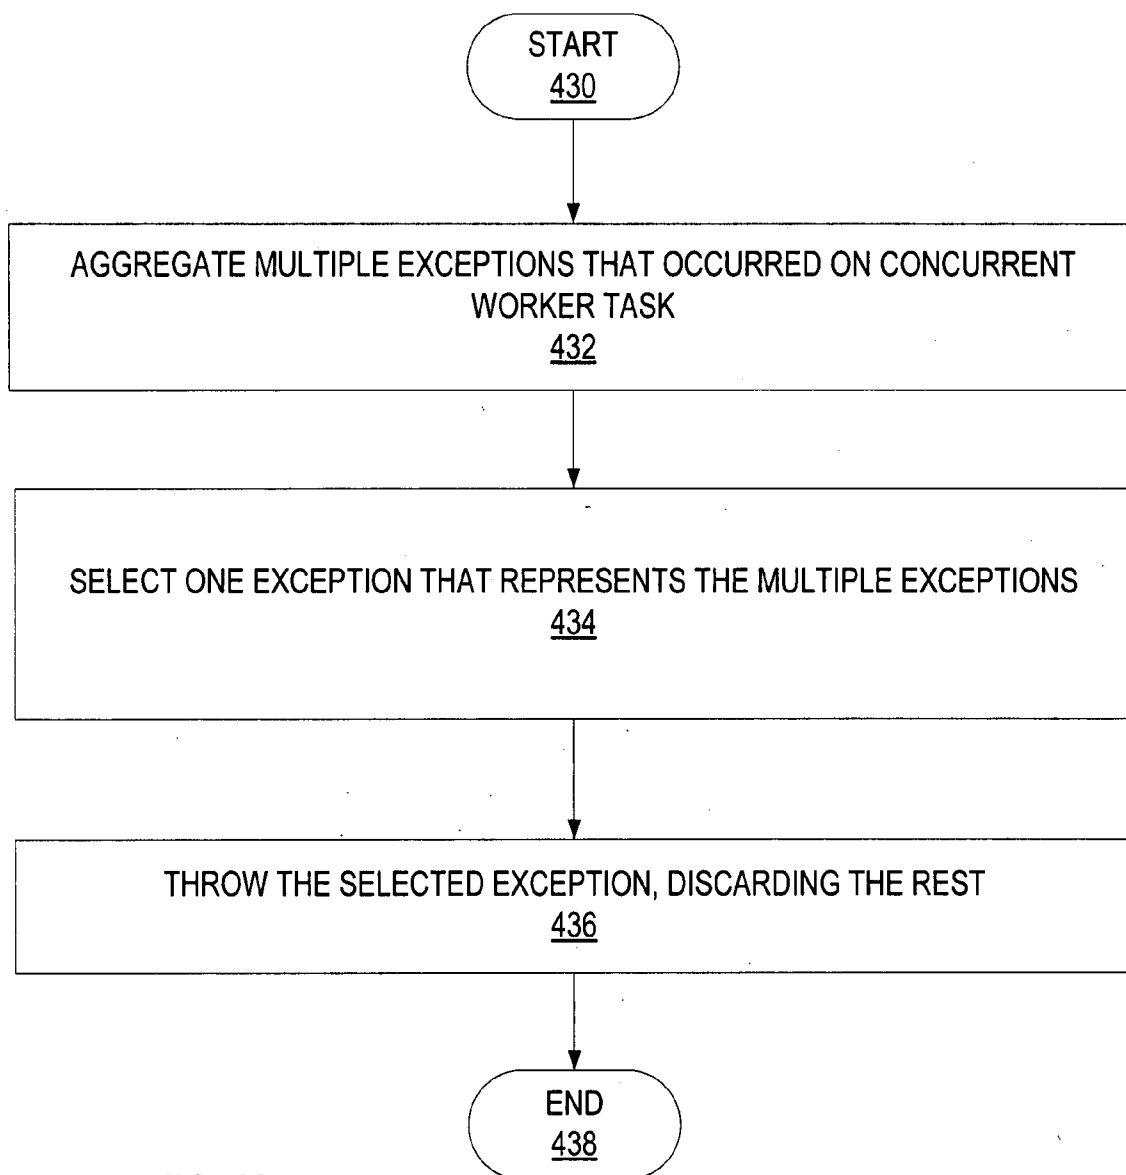 START
430
AGGREGATE MULTIPLE EXCEPTIONS THAT OCCURRED ON CONCURRENT
WORKER TASK
432
SELECT ONE EXCEPTION THAT REPRESENTS THE MULTIPLE EXCEPTIONS
434
THROW THE SELECTED EXCEPTION, DISCARDING THE REST
436
END
438